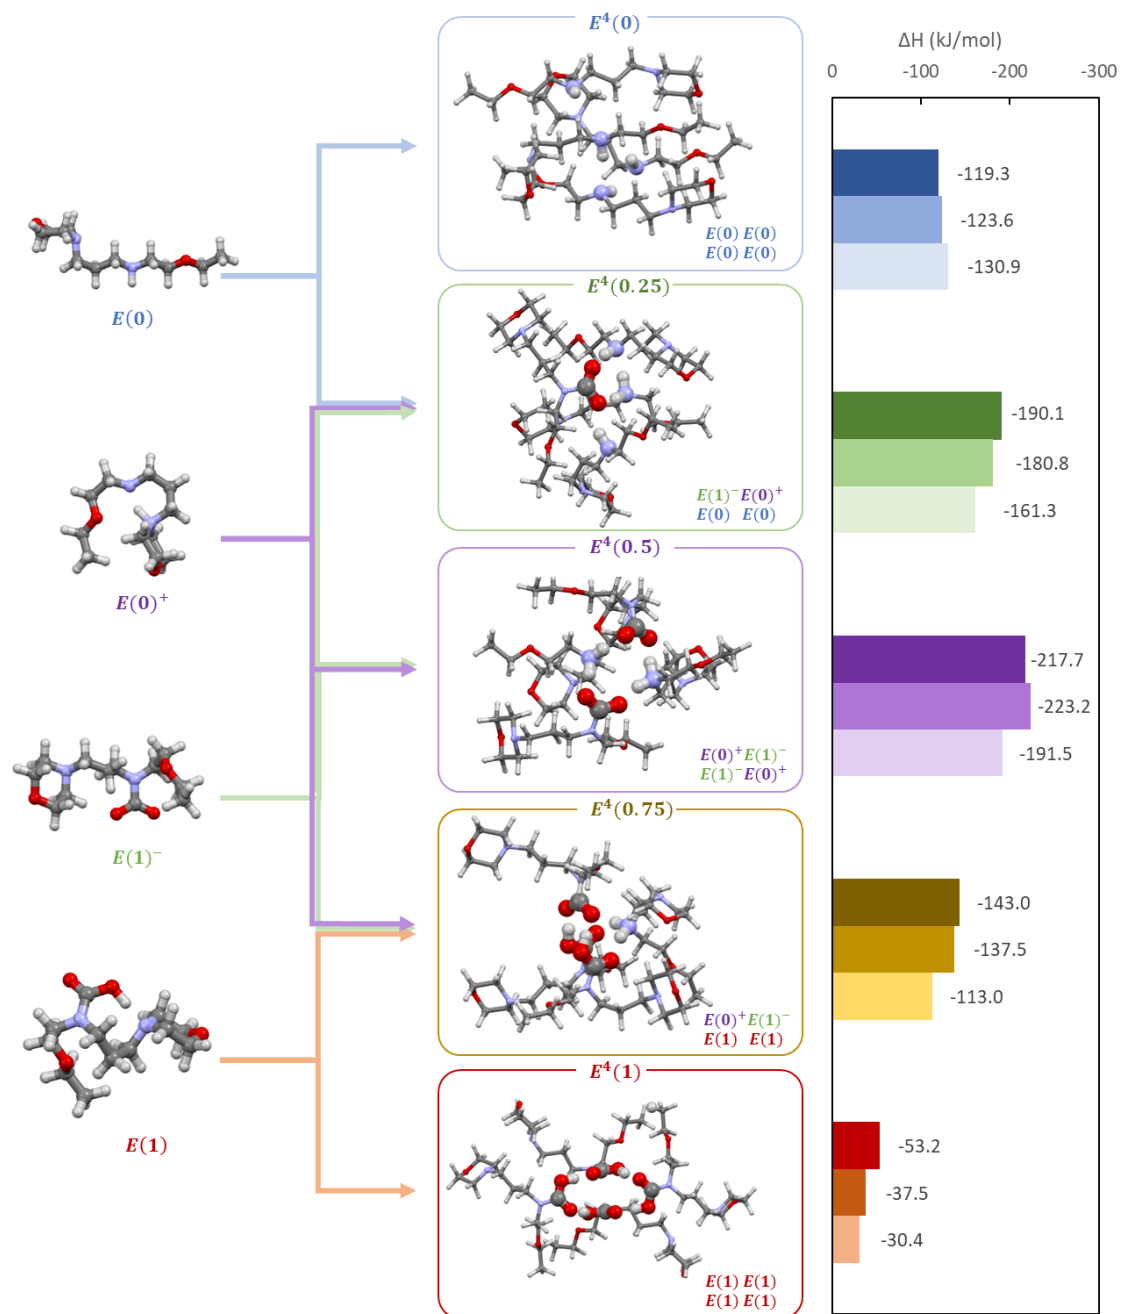 E⁴(0)
E(0) E(0)
E(0) E(0)
E(0)
E⁴(0.25)
E(1)⁻E(0)⁺
E(0) E(0)
E(0)⁺
E⁴(0.5)
E(0)⁺E(1)⁻
E(1)⁻E(0)⁺
E(1)⁻
E⁴(0.75)
E(0)⁺E(1)⁻
E(1) E(1)
E(1)
E⁴(1)
E(1) E(1)
E(1) E(1)
ΔH (kJ/mol)
0 -100 -200 -300
-119.3
-123.6
-130.9
-190.1
-180.8
-161.3
-217.7
-223.2
-191.5
-143.0
-137.5
-113.0
-53.2
-37.5
-30.4